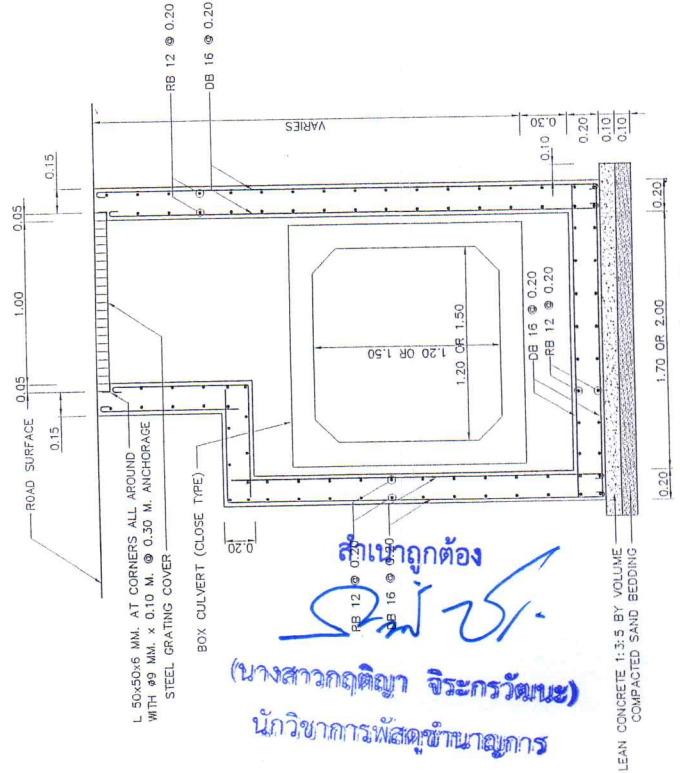 ROAD SURFACE
0.05
1.00
0.05
0.15
0.15
L 50x50x6 MM. AT CORNERS ALL AROUND
WITH ø9 MM. x 0.10 M. @ 0.30 M. ANCHORAGE
STEEL GRATING COVER
BOX CULVERT (CLOSE TYPE)
RB 12 @ 0.20
DB 16 @ 0.20
VARIES
0.20
1.20 OR 1.50
1.20 OR 1.50
RB 12 @ 0.20
DB 16 @ 0.20
DB 16 @ 0.20
RB 12 @ 0.20
0.10
0.30
0.20
0.10
0.10
0.20
1.70 OR 2.00
0.20
LEAN CONCRETE 1:3:5 BY VOLUME
COMPACTED SAND BEDDING
สำเนาถูกต้อง
(นางสาวกฤติญา จิระกรวัฒนะ)
นักวิชาการพัสดุชำนาญการ